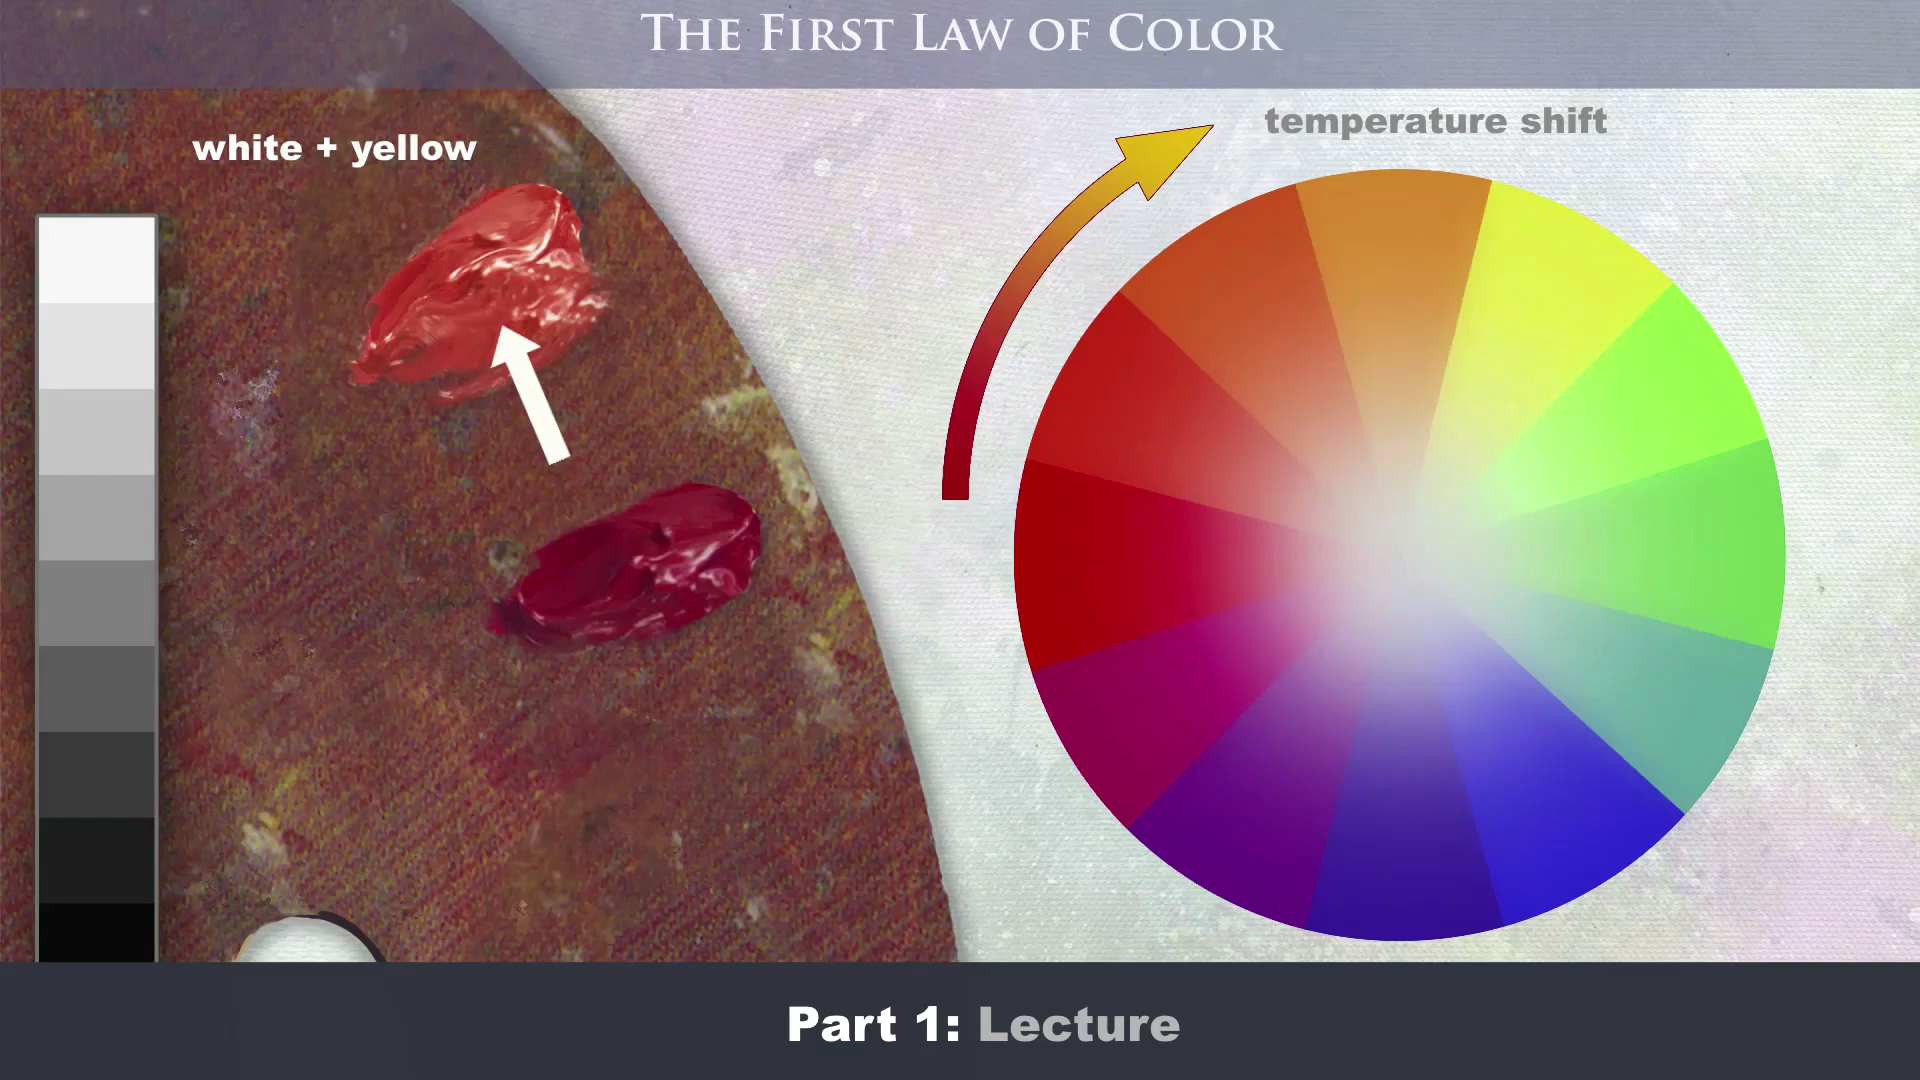 The First Law of Color
temperature shift
white + yellow
Part 1: Lecture